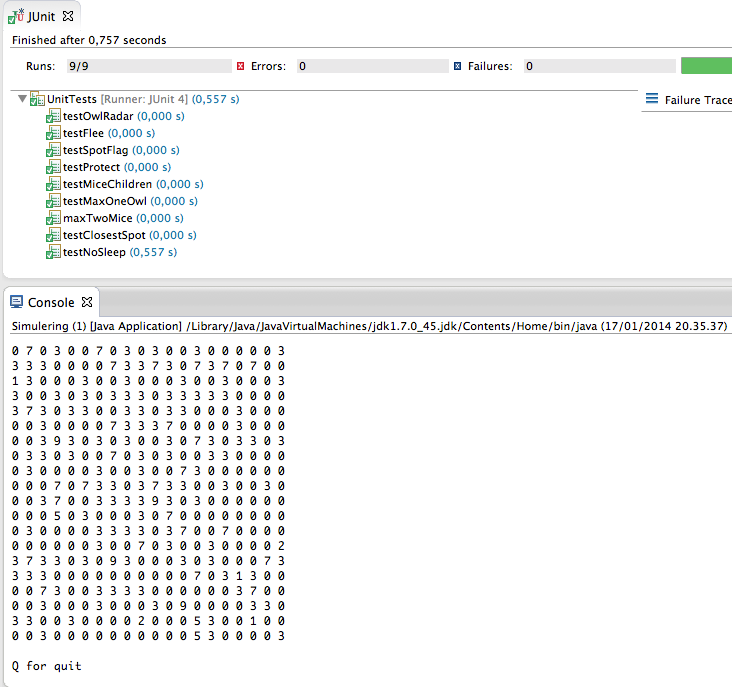 JUnit
Finished after 0,757 seconds
Runs: 9/9 Errors: 0 Failures: 0
UnitTests [Runner: JUnit 4] (0,557 s)
Failure Trace
testOwlRadar (0,000 s)
testFlee (0,000 s)
testSpotFlag (0,000 s)
testProtect (0,000 s)
testMiceChildren (0,000 s)
testMaxOneOwl (0,000 s)
maxTwoMice (0,000 s)
testClosestSpot (0,000 s)
testNoSleep (0,557 s)
Console
Simulering (1) [Java Application] /Library/Java/JavaVirtualMachines/jdk1.7.0_45.jdk/Contents/Home/bin/java (17/01/2014 20.35.37)
0 7 0 3 0 0 7 0 3 0 3 0 0 3 0 0 0 0 0 3
3 3 3 0 0 0 0 7 3 3 7 3 0 7 3 7 0 7 0 0
1 3 0 0 0 3 0 0 3 0 0 0 3 0 0 3 0 0 0 3
3 0 0 3 0 3 0 3 3 3 0 3 3 3 3 3 0 0 0 0
3 7 3 0 3 3 0 0 3 3 0 3 3 0 0 0 3 0 0 0
0 0 3 0 0 0 0 7 3 3 3 7 0 0 0 0 3 0 0 0
0 0 3 9 3 0 3 0 3 0 0 3 0 7 3 0 3 3 0 3
0 3 3 0 3 0 0 7 0 3 0 3 0 0 3 3 0 0 0 0
0 3 0 0 0 0 3 0 0 3 0 0 7 3 0 0 0 0 0 0
0 0 0 7 0 7 3 3 0 3 7 3 3 0 0 3 0 0 3 0
0 0 3 7 0 0 3 3 3 3 9 3 0 3 0 0 0 0 0 0
0 0 0 5 0 3 0 0 0 0 3 0 7 0 0 0 0 0 0 0
0 3 0 0 0 0 3 3 3 3 0 3 7 0 0 7 0 0 0 0
0 0 0 0 0 0 3 0 0 7 0 3 0 0 3 0 0 0 0 2
3 7 3 3 0 3 0 9 3 0 0 0 3 0 3 0 0 0 7 3
3 3 3 0 0 0 0 0 0 0 0 0 0 7 0 3 1 3 0 0
0 0 7 3 0 0 3 3 3 3 0 0 0 0 0 0 3 7 0 0
0 0 3 0 0 0 3 0 0 0 3 0 9 0 0 0 0 3 3 0
3 3 0 0 3 0 0 0 0 2 0 0 0 5 3 0 0 1 0 0
0 0 3 0 0 0 0 0 0 0 0 0 0 5 3 0 0 0 0 3
Q for quit